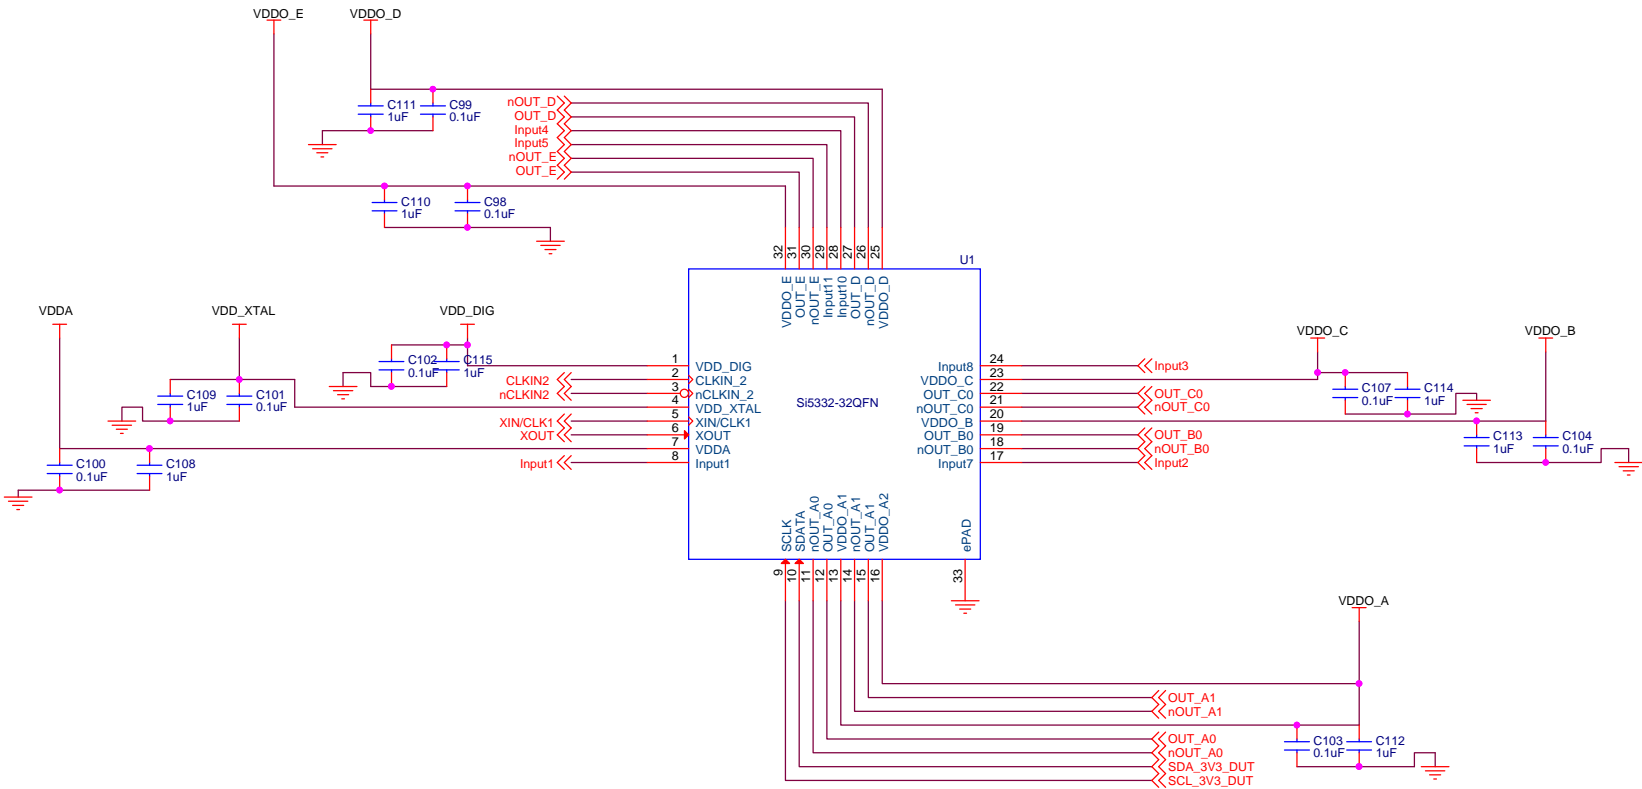 VDDO_E
VDDO_D
C111
1uF
C99
0.1uF
nOUT_D
OUT_D
Input4
Input5
nOUT_E
OUT_E
C110
1uF
C98
0.1uF
32
31
30
29
28
27
26
25
U1
VDDO_E
OUT_E
nOUT_E
Input11
Input10
OUT_D
nOUT_D
VDDO_D
VDDA
VDD_XTAL
VDD_DIG
C102
0.1uF
C115
1uF
C109
1uF
C101
0.1uF
C100
0.1uF
C108
1uF
CLKIN2
nCLKIN2
XIN/CLK1
XOUT
Input1
1
2
3
4
5
6
7
8
VDD_DIG
CLKIN_2
nCLKIN_2
VDD_XTAL
XIN/CLK1
XOUT
VDDA
Input1
Si5332-32QFN
Input8
VDDO_C
OUT_C0
nOUT_C0
VDDO_B
OUT_B0
nOUT_B0
Input7
24
23
22
21
20
19
18
17
Input3
OUT_C0
nOUT_C0
OUT_B0
nOUT_B0
Input2
VDDO_C
VDDO_B
C107
0.1uF
C114
1uF
C113
1uF
C104
0.1uF
SCLK
SDATA
nOUT_A0
OUT_A0
VDDO_A1
nOUT_A1
OUT_A1
VDDO_A2
ePAD
9
10
11
12
13
14
15
16
33
VDDO_A
OUT_A1
nOUT_A1
OUT_A0
nOUT_A0
SDA_3V3_DUT
SCL_3V3_DUT
C103
0.1uF
C112
1uF